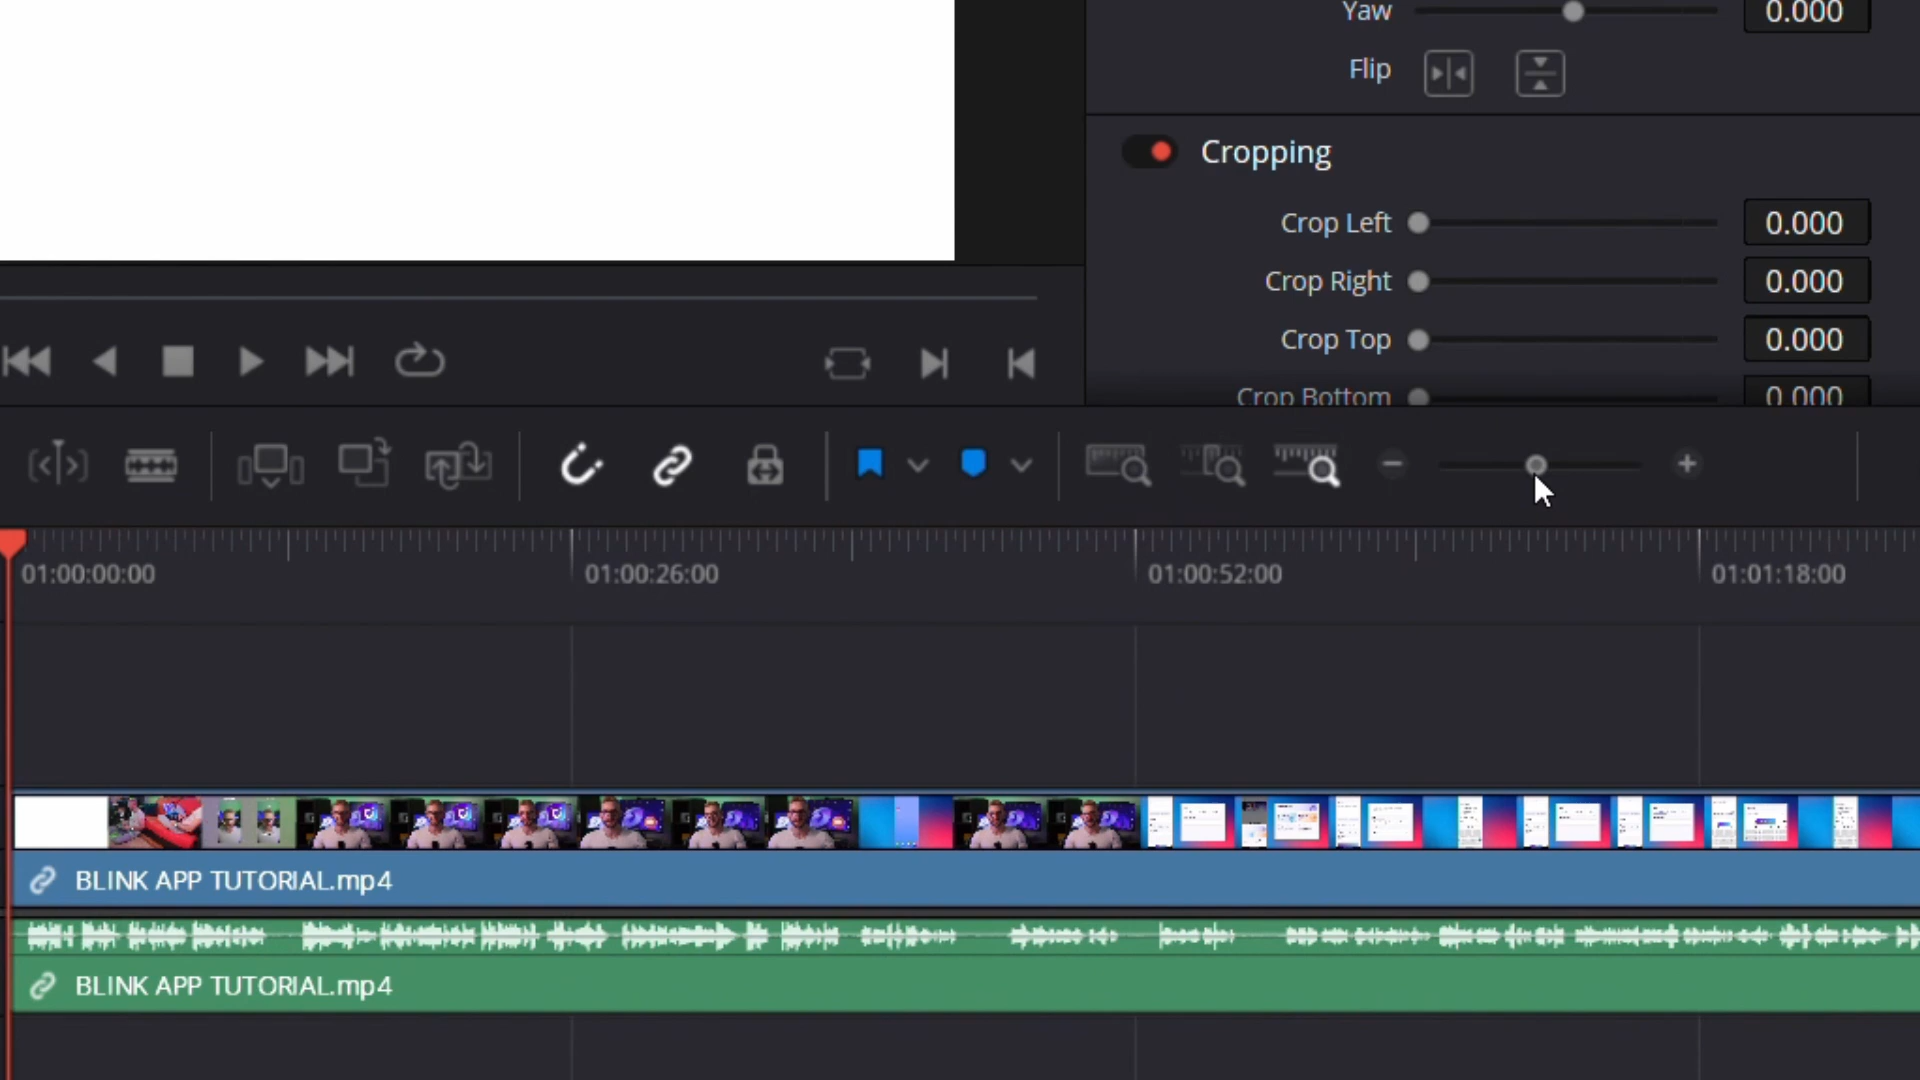 Yaw 0.000
Flip
Cropping
Crop Left 0.000
Crop Right 0.000
Crop Top 0.000
Crop Bottom 0.000
01:00:00:00 01:00:26:00 01:00:52:00 01:01:18:00
BLINK APP TUTORIAL.mp4
BLINK APP TUTORIAL.mp4